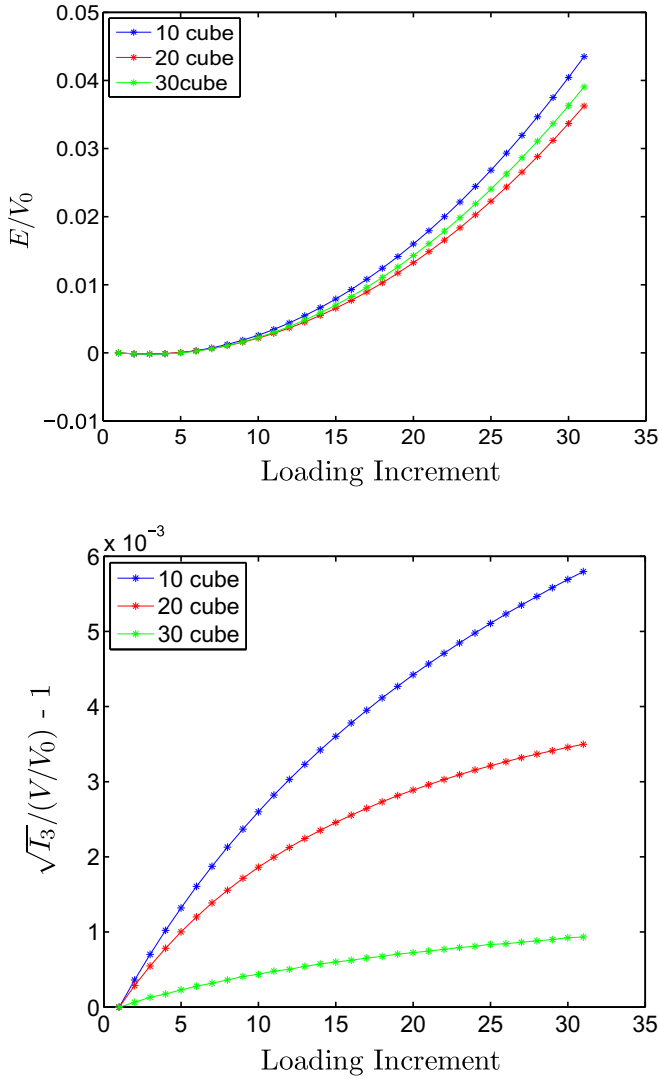 0.05
10 cube
20 cube
30cube
0.04
0.03
E/V₀
0.02
0.01
0
−0.01
0 5 10 15 20 25 30 35
Loading Increment
x 10⁻³
6
10 cube
20 cube
30 cube
5
4
√I₃/(V/V₀) - 1
3
2
1
0
0 5 10 15 20 25 30 35
Loading Increment